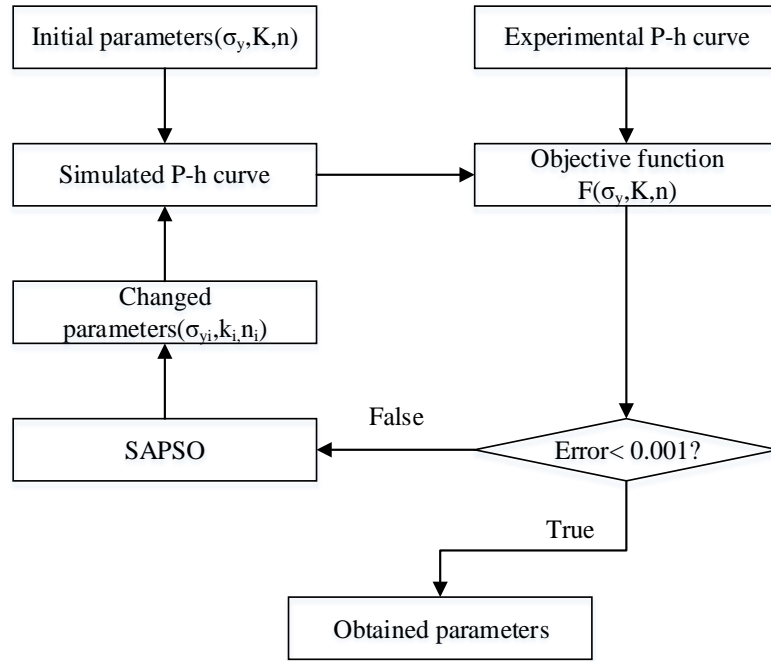 Initial parameters(σy,K,n)
Experimental P-h curve
Simulated P-h curve
Objective function
F(σy,K,n)
Changed
parameters(σyi,ki,ni)
False
SAPSO
Error< 0.001?
True
Obtained parameters